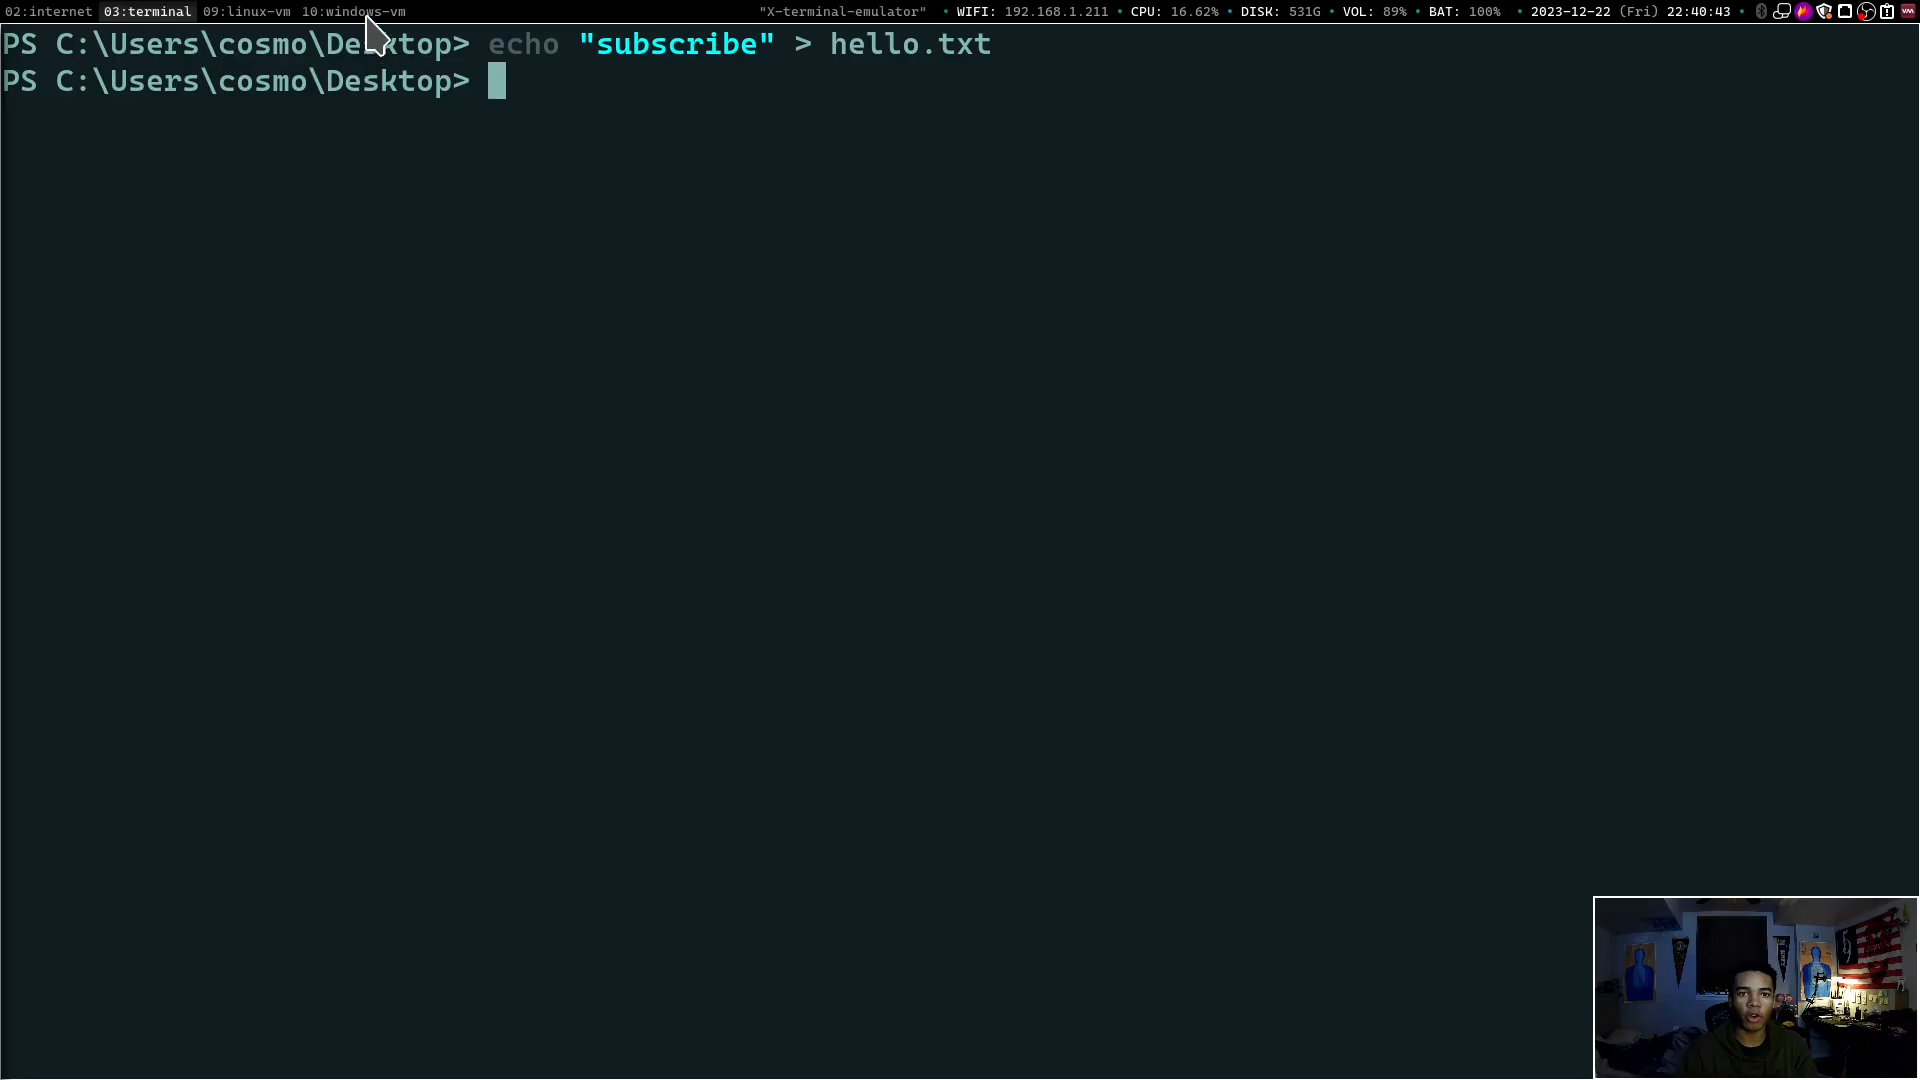 02:internet 03:terminal 09:linux-vm 10:windows-vm "X-terminal-emulator" • WIFI: 192.168.1.211 • CPU: 16.62% • DISK: 531G • VOL: 89% • BAT: 100% • 2023-12-22 (Fri) 22:40:43 •
PS C:\Users\cosmo\Desktop> echo "subscribe" > hello.txt
PS C:\Users\cosmo\Desktop>